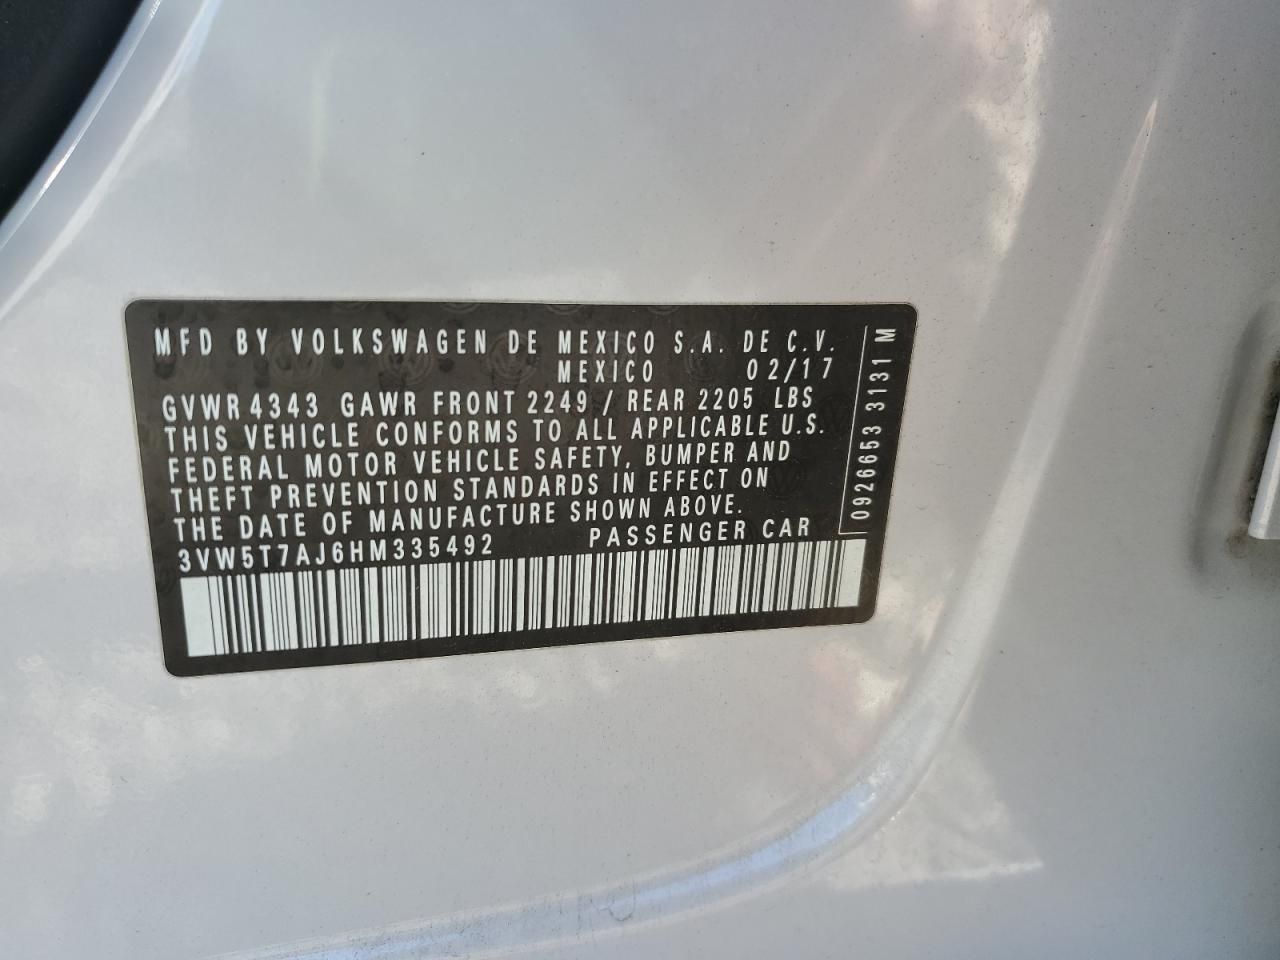 MFD BY VOLKSWAGEN DE MEXICO S.A. DE C.V.
MEXICO 02/17
GVWR 4343 GAWR FRONT 2249 / REAR 2205 LBS
THIS VEHICLE CONFORMS TO ALL APPLICABLE U.S.
FEDERAL MOTOR VEHICLE SAFETY, BUMPER AND
THEFT PREVENTION STANDARDS IN EFFECT ON
THE DATE OF MANUFACTURE SHOWN ABOVE.
3VW5T7AJ6HM335492 PASSENGER CAR
0926653 3131 M